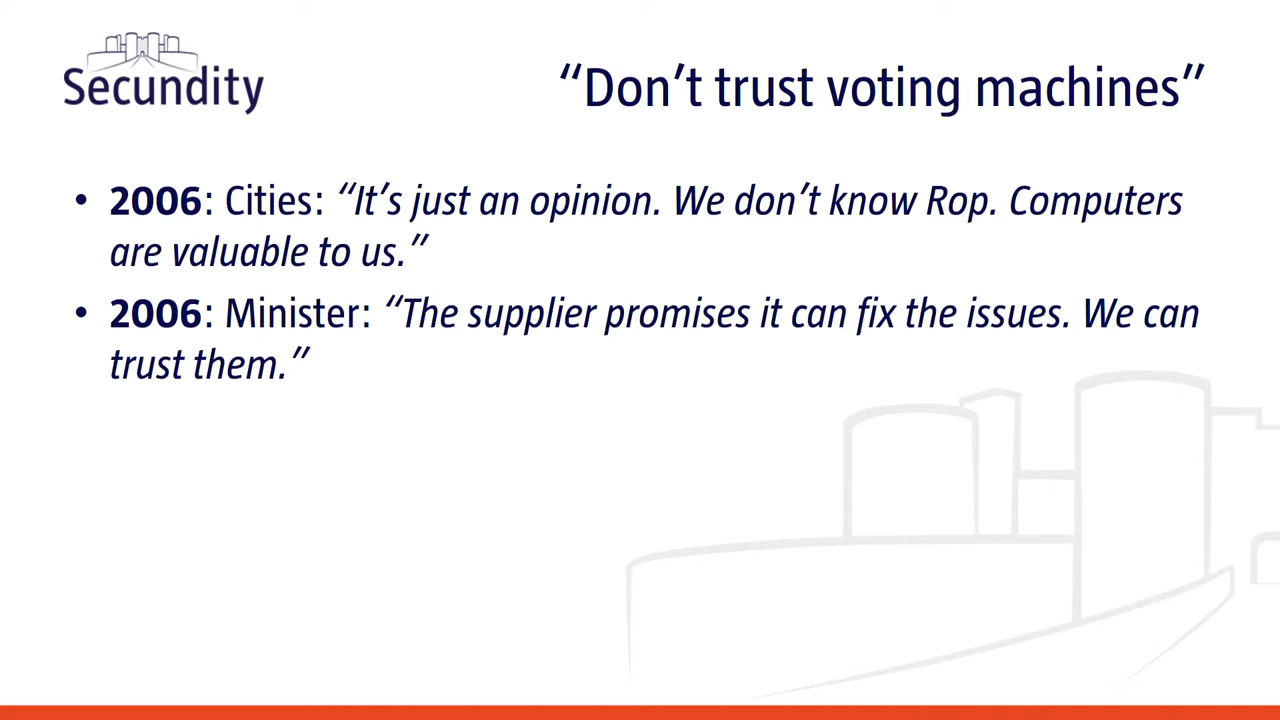 Secundity
“Don’t trust voting machines”
• 2006: Cities: “It’s just an opinion. We don’t know Rop. Computers
are valuable to us.”
• 2006: Minister: “The supplier promises it can fix the issues. We can
trust them.”